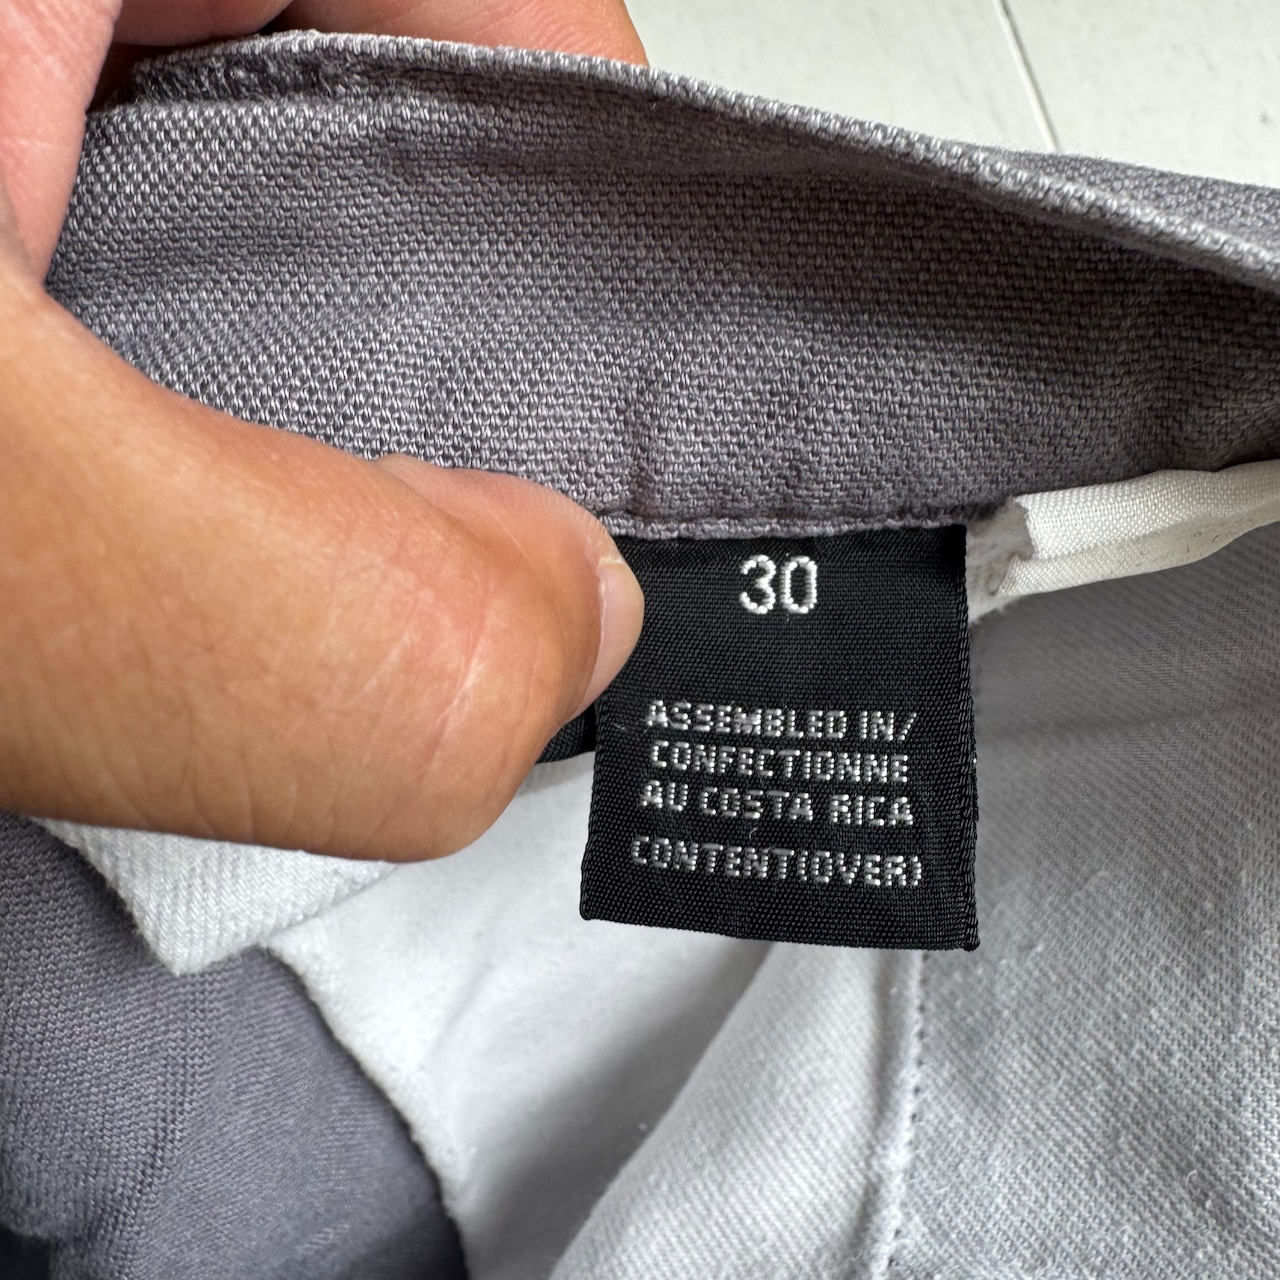 30
ASSEMBLED IN/
CONFECTIONNE
AU COSTA RICA
CONTENT(OVER)